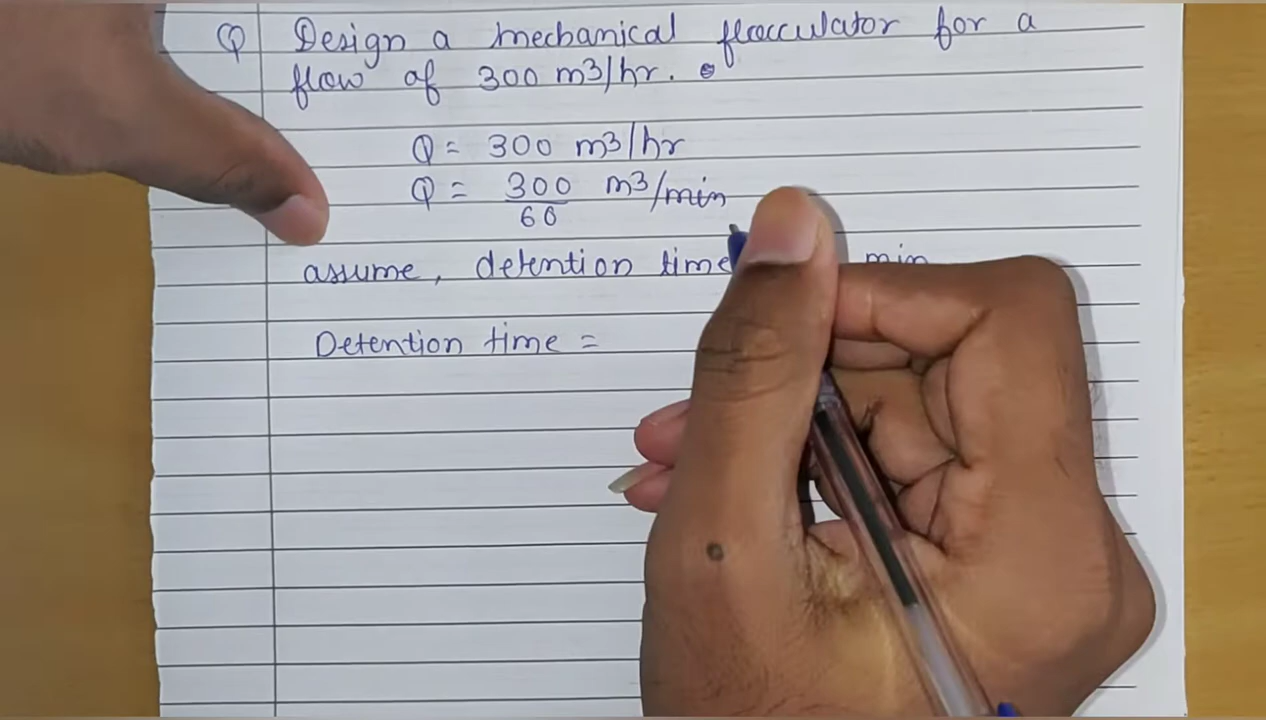 Q Design a mechanical flocculator for a
flow of 300 m3/hr.
Q = 300 m3/hr
Q = 300/60 m3/min
assume, detention time min
Detention time =